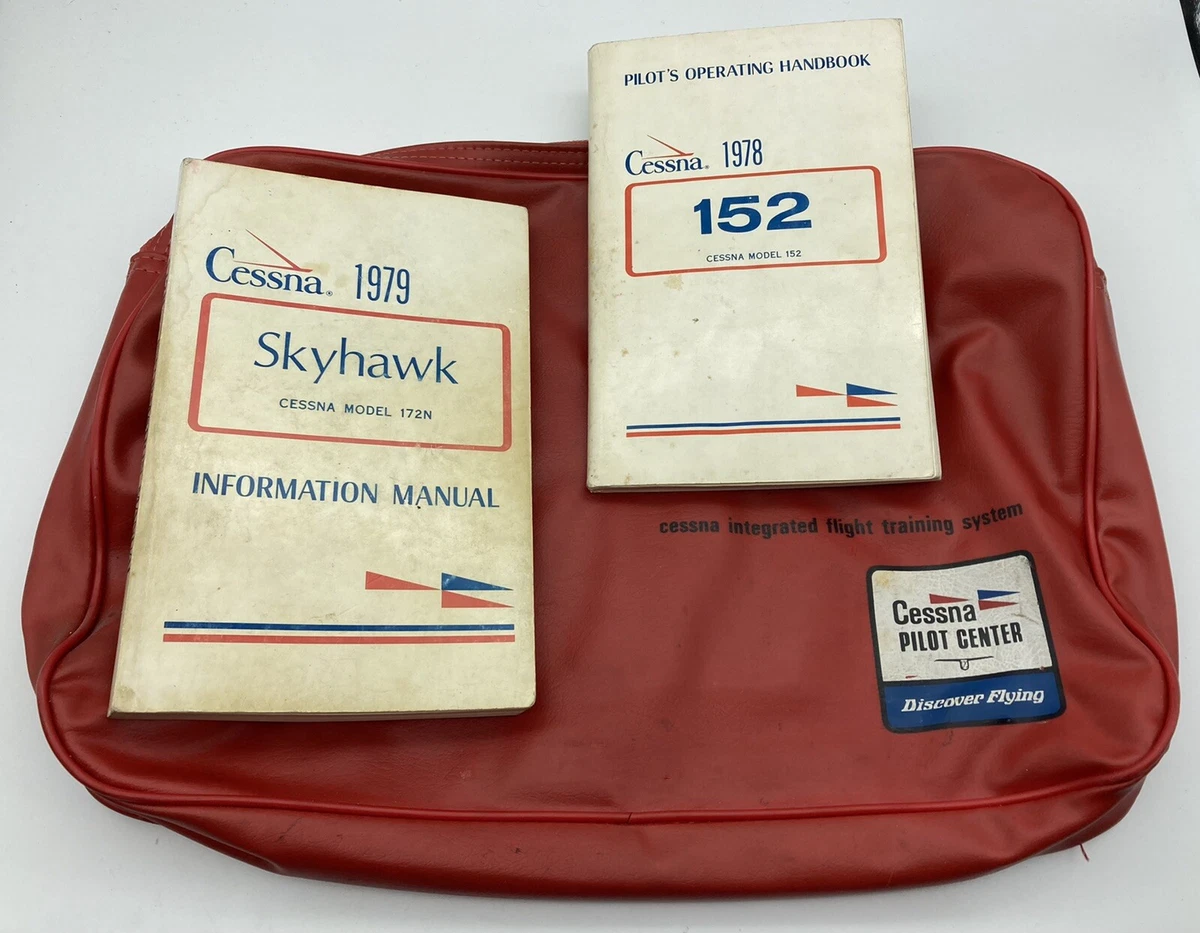 Cessna® 1979
Skyhawk
CESSNA MODEL 172N
INFORMATION MANUAL
PILOT'S OPERATING HANDBOOK
Cessna® 1978
152
CESSNA MODEL 152
cessna integrated flight training system
Cessna
PILOT CENTER
Discover Flying